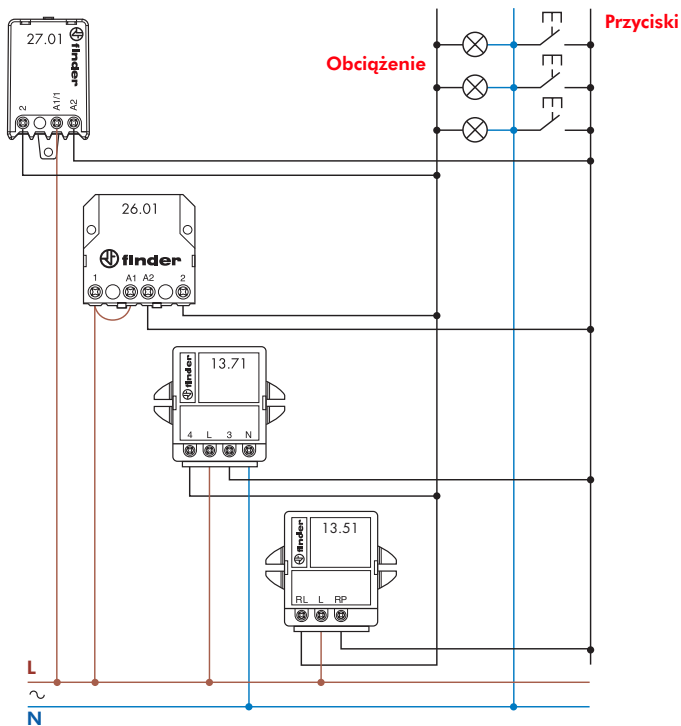 Przyciski
Obciążenie
27.01
finder
2 A1/1 A2
26.01
finder
1 A1 A2 2
13.71
finder
4 L 3 N
13.51
finder
RL L RP
L
~
N